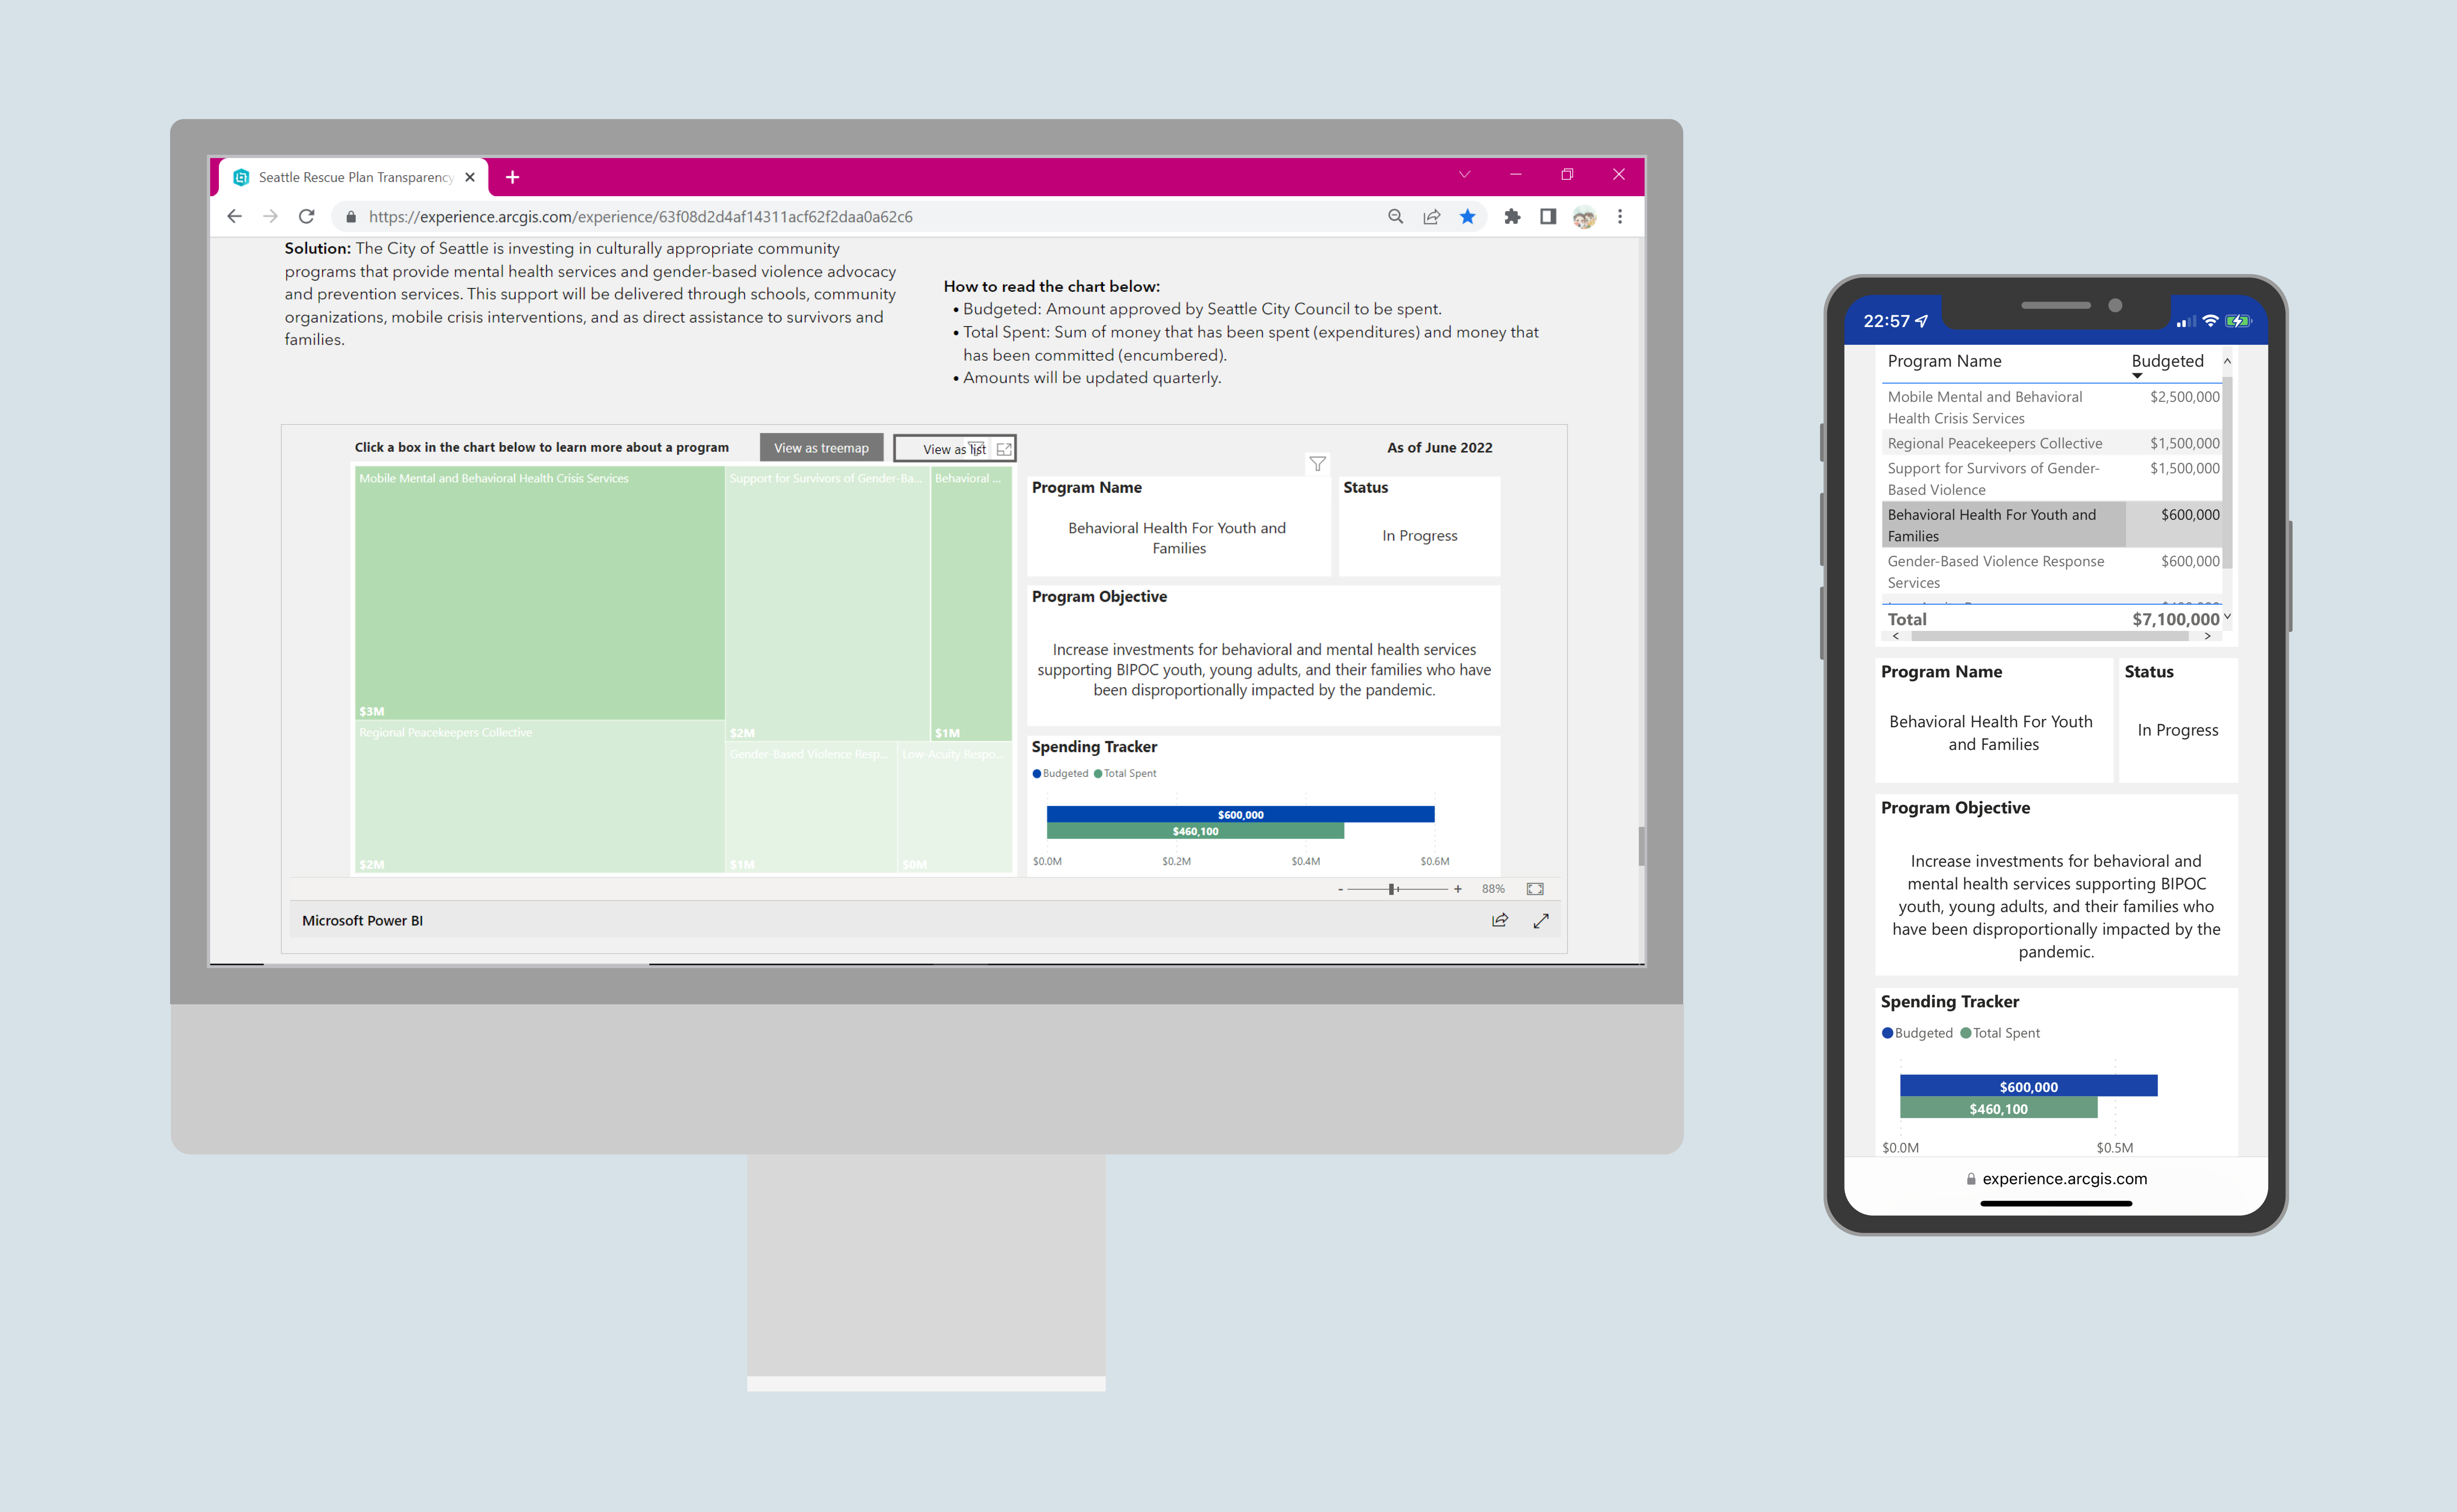 Seattle Rescue Plan Transparency
https://experience.arcgis.com/experience/63f08d2d4af14311acf62f2daa0a62c6
Solution: The City of Seattle is investing in culturally appropriate community
programs that provide mental health services and gender-based violence advocacy
and prevention services. This support will be delivered through schools, community
organizations, mobile crisis interventions, and as direct assistance to survivors and
families.
How to read the chart below:
• Budgeted: Amount approved by Seattle City Council to be spent.
• Total Spent: Sum of money that has been spent (expenditures) and money that
has been committed (encumbered).
• Amounts will be updated quarterly.
Click a box in the chart below to learn more about a program
View as treemap
View as list
As of June 2022
Mobile Mental and Behavioral Health Crisis Services
$3M
Support for Survivors of Gender-Ba...
$2M
Behavioral ...
$1M
Regional Peacekeepers Collective
$2M
Gender-Based Violence Resp...
$1M
Low-Acuity Respo...
$0M
Program Name
Behavioral Health For Youth and
Families
Status
In Progress
Program Objective
Increase investments for behavioral and mental health services
supporting BIPOC youth, young adults, and their families who have
been disproportionally impacted by the pandemic.
Spending Tracker
Budgeted Total Spent
$600,000
$460,100
$0.0M $0.2M $0.4M $0.6M
- + 88%
Microsoft Power BI
22:57
Program Name Budgeted
Mobile Mental and Behavioral $2,500,000
Health Crisis Services
Regional Peacekeepers Collective $1,500,000
Support for Survivors of Gender- $1,500,000
Based Violence
Behavioral Health For Youth and $600,000
Families
Gender-Based Violence Response $600,000
Services
Total $7,100,000
Program Name
Behavioral Health For Youth
and Families
Status
In Progress
Program Objective
Increase investments for behavioral and
mental health services supporting BIPOC
youth, young adults, and their families who
have been disproportionally impacted by the
pandemic.
Spending Tracker
Budgeted Total Spent
$600,000
$460,100
$0.0M $0.5M
experience.arcgis.com